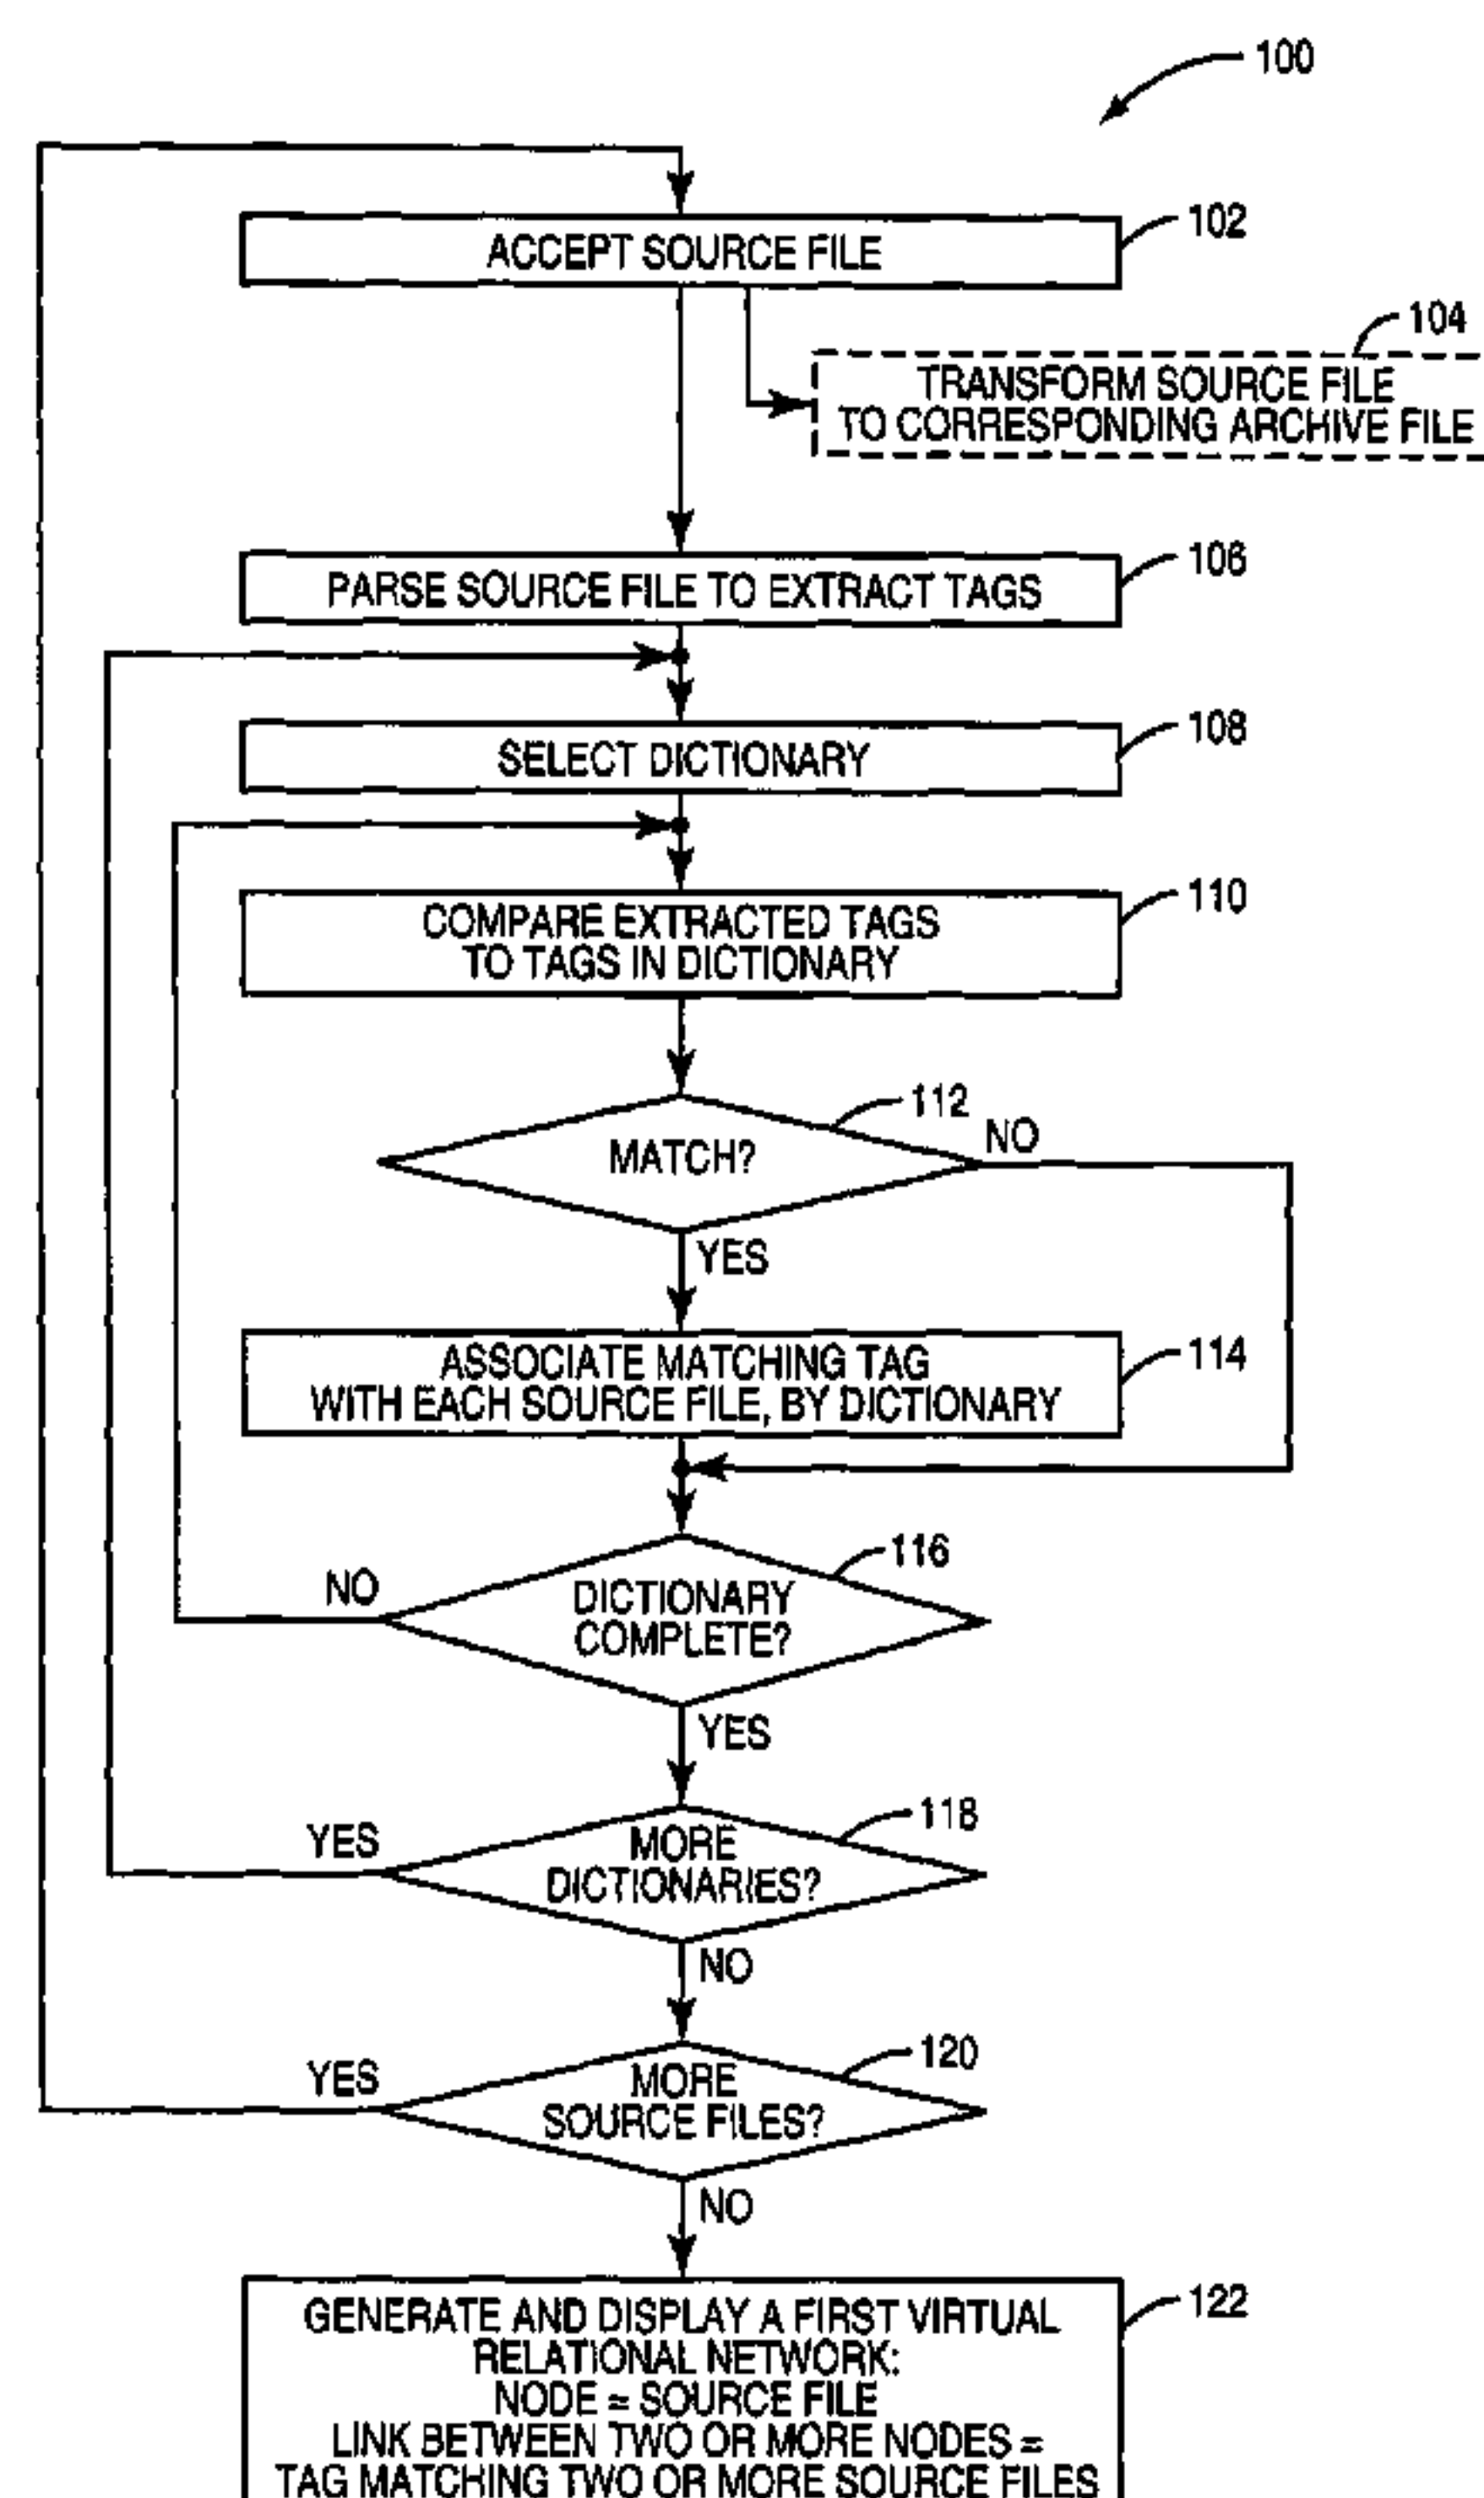 100
102
ACCEPT SOURCE FILE
104
TRANSFORM SOURCE FILE
TO CORRESPONDING ARCHIVE FILE
106
PARSE SOURCE FILE TO EXTRACT TAGS
108
SELECT DICTIONARY
110
COMPARE EXTRACTED TAGS
TO TAGS IN DICTIONARY
112
NO
MATCH?
YES
114
ASSOCIATE MATCHING TAG
WITH EACH SOURCE FILE, BY DICTIONARY
116
NO
DICTIONARY
COMPLETE?
YES
118
YES
MORE
DICTIONARIES?
NO
120
YES
MORE
SOURCE FILES?
NO
122
GENERATE AND DISPLAY A FIRST VIRTUAL
RELATIONAL NETWORK:
NODE = SOURCE FILE
LINK BETWEEN TWO OR MORE NODES =
TAG MATCHING TWO OR MORE SOURCE FILES